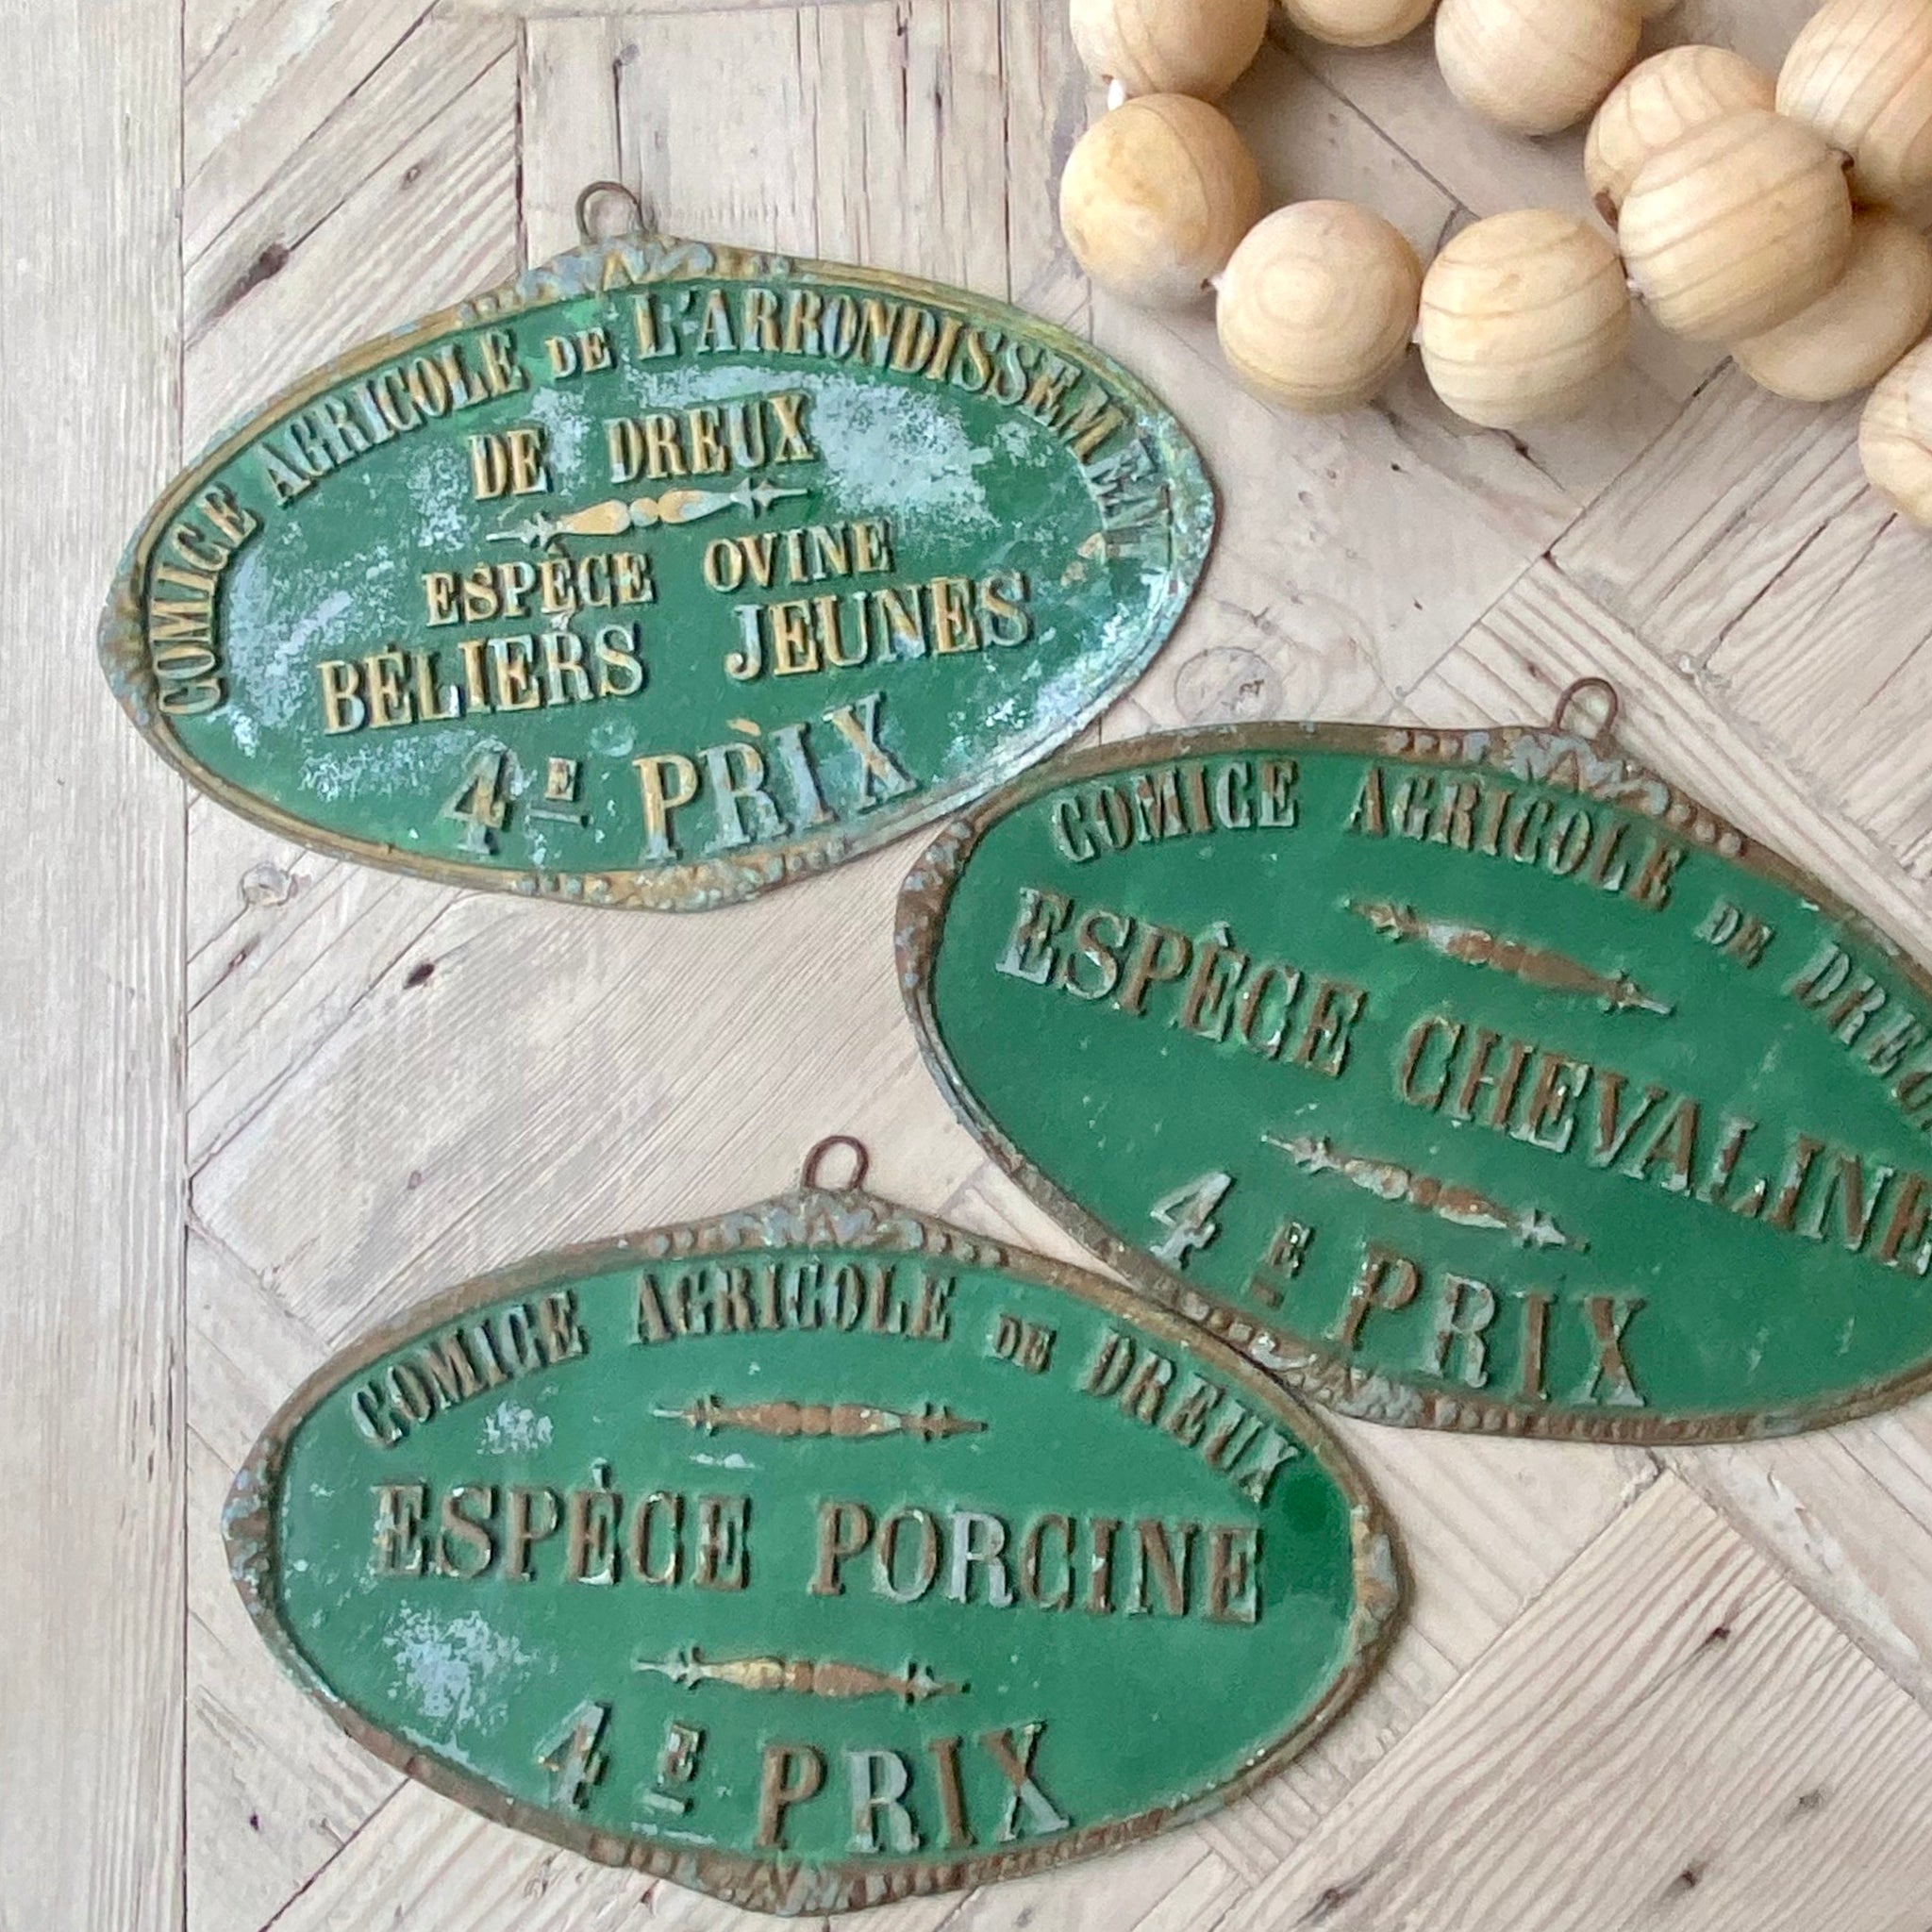 COMICE AGRICOLE DE L'ARRONDISSEMENT
DE DREUX
ESPÈCE OVINE
BÉLIERS JEUNES
4E PRIX
COMICE AGRICOLE DE DREUX
ESPÈCE CHEVALINE
4E PRIX
COMICE AGRICOLE DE DREUX
ESPÈCE PORCINE
4E PRIX